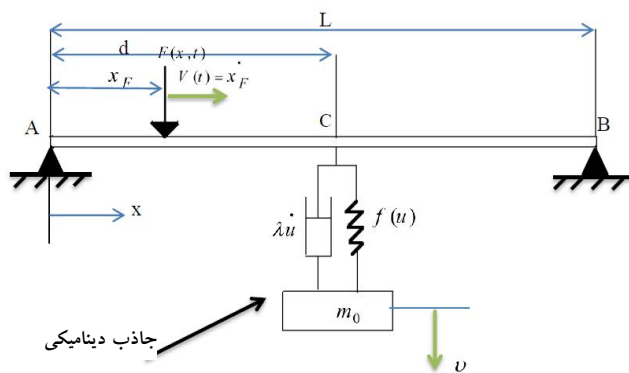 L
d
F(x,t)
x_F
V(t) = ẋ_F
A
C
B
x
λu̇
f(u)
m₀
جاذب دینامیکی
υ